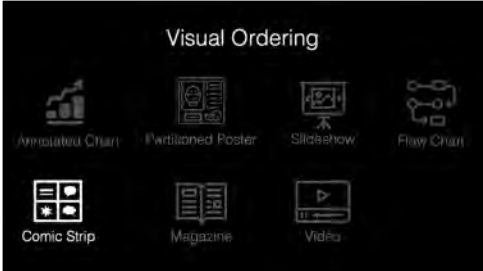 Visual Ordering
Annotated Chart
Partitioned Poster
Slideshow
Flow Chart
Comic Strip
Magazine
Video